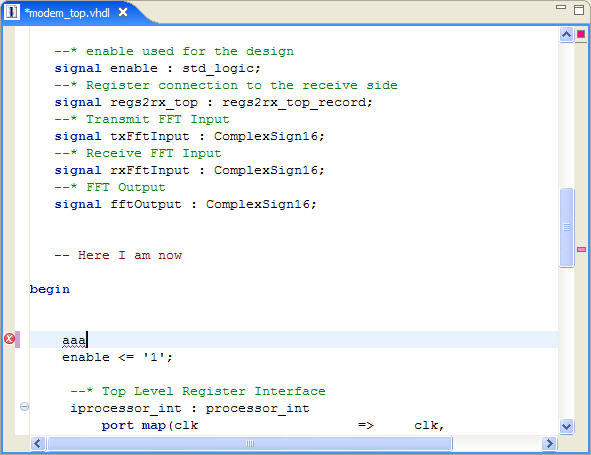 *modem_top.vhdl
--* enable used for the design
signal enable : std_logic;
--* Register connection to the receive side
signal regs2rx_top : regs2rx_top_record;
--* Transmit FFT Input
signal txFftInput : ComplexSign16;
--* Receive FFT Input
signal rxFftInput : ComplexSign16;
--* FFT Output
signal fftOutput : ComplexSign16;
-- Here I am now
begin
aaa
enable <= '1';
--* Top Level Register Interface
iprocessor_int : processor_int
port map(clk => clk,